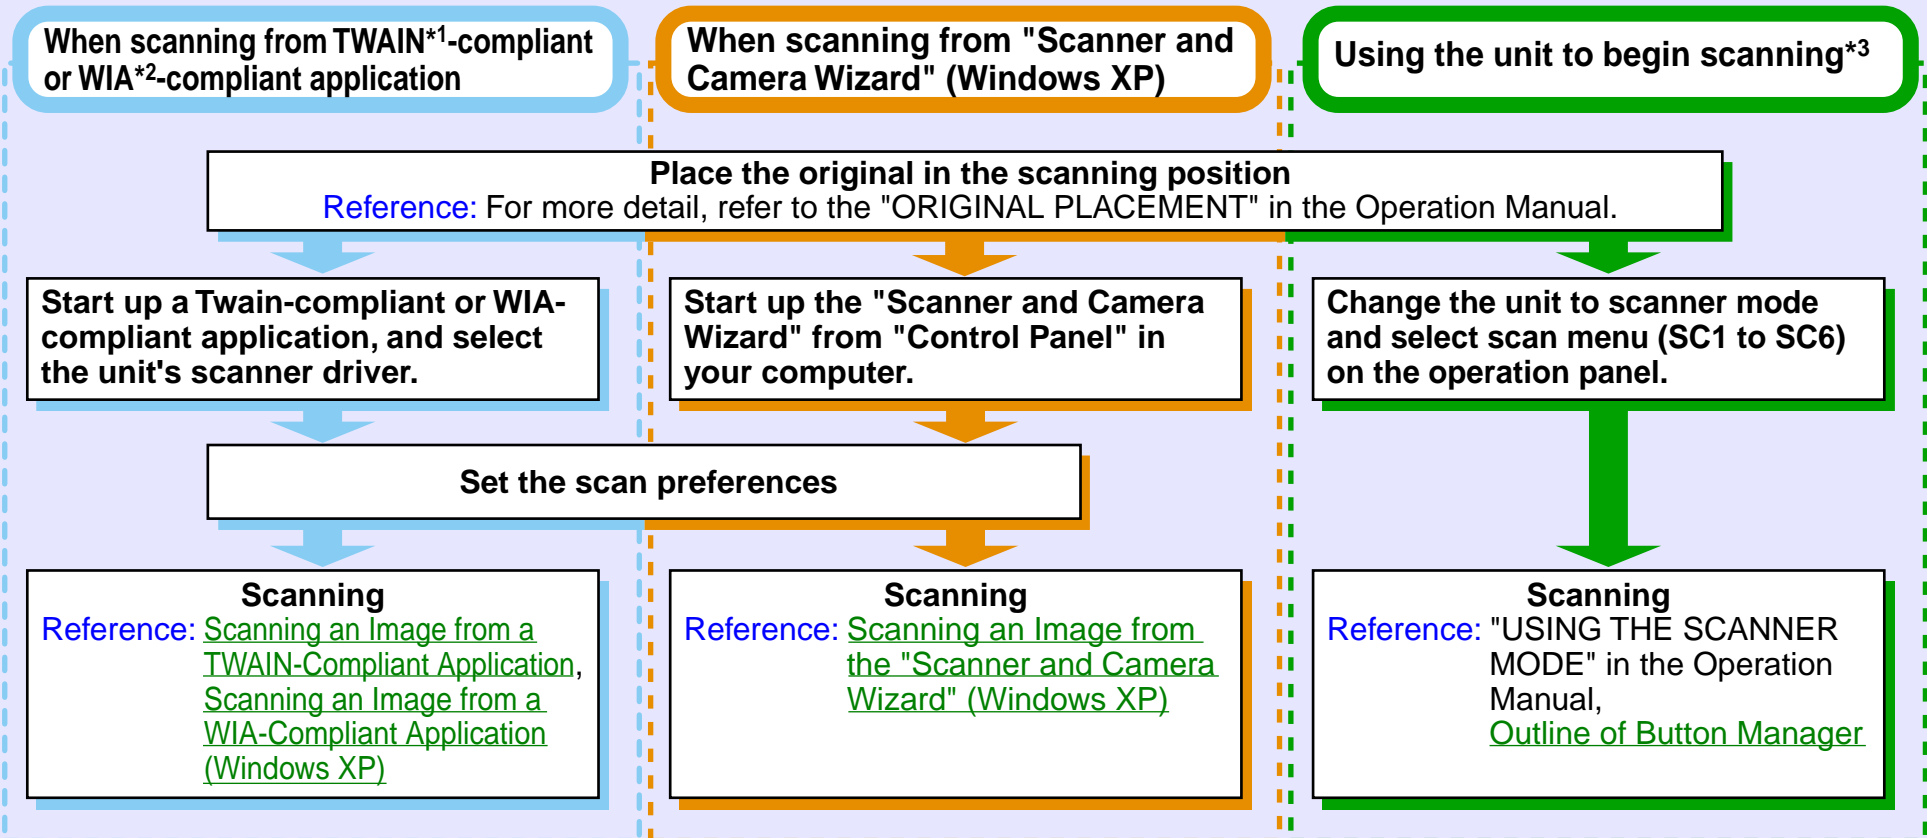 When scanning from TWAIN*1-compliant
or WIA*2-compliant application
When scanning from "Scanner and
Camera Wizard" (Windows XP)
Using the unit to begin scanning*3
Place the original in the scanning position
Reference: For more detail, refer to the "ORIGINAL PLACEMENT" in the Operation Manual.
Start up a Twain-compliant or WIA-
compliant application, and select
the unit's scanner driver.
Start up the "Scanner and Camera
Wizard" from "Control Panel" in
your computer.
Change the unit to scanner mode
and select scan menu (SC1 to SC6)
on the operation panel.
Set the scan preferences
Scanning
Reference: Scanning an Image from a
TWAIN-Compliant Application,
Scanning an Image from a
WIA-Compliant Application
(Windows XP)
Scanning
Reference: Scanning an Image from
the "Scanner and Camera
Wizard" (Windows XP)
Scanning
Reference: "USING THE SCANNER
MODE" in the Operation
Manual,
Outline of Button Manager